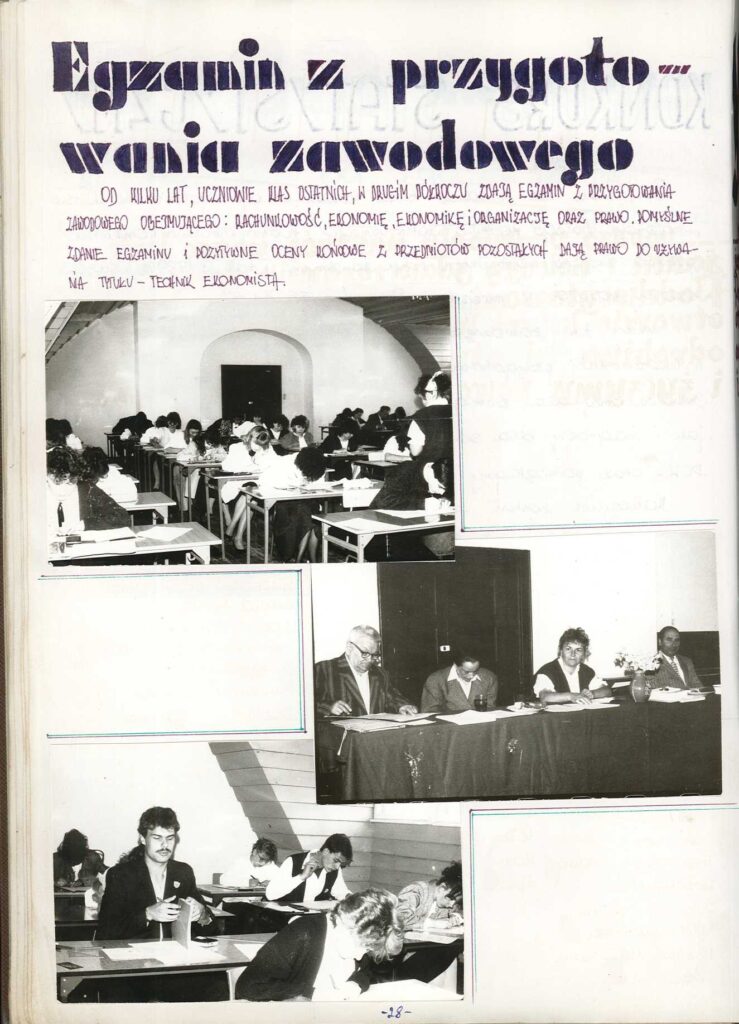 Egzamin z przygoto-
wania zawodowego
OD KILKU LAT, UCZNIOWIE KLAS OSTATNICH, W DRUGIM PÓŁROCZU ZDAJĄ EGZAMIN Z PRZYGOTOWANIA
ZAWODOWEGO OBEJMUJĄCEGO: RACHUNKOWOŚĆ, EKONOMIĘ, EKONOMIKĘ i ORGANIZACJĘ ORAZ PRAWO. POMYŚLNE
ZDANIE EGZAMINU i POZYTYWNE OCENY KOŃCOWE Z PRZEDMIOTÓW POZOSTAŁYCH DAJĄ PRAWO DO UŻYWA-
NIA TYTUŁU - TECHNIK EKONOMISTA.
-28-